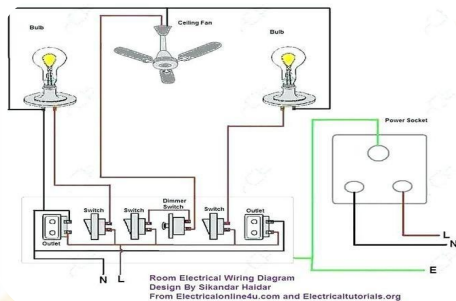 Ceiling Fan
Bulb
Bulb
Power Socket
Dimmer
Switch
Switch
Switch
Switch
Outlet
Outlet
L
N
N
L
E
Room Electrical Wiring Diagram
Design By Sikandar Haidar
From Electricalonline4u.com and Electricaltutorials.org